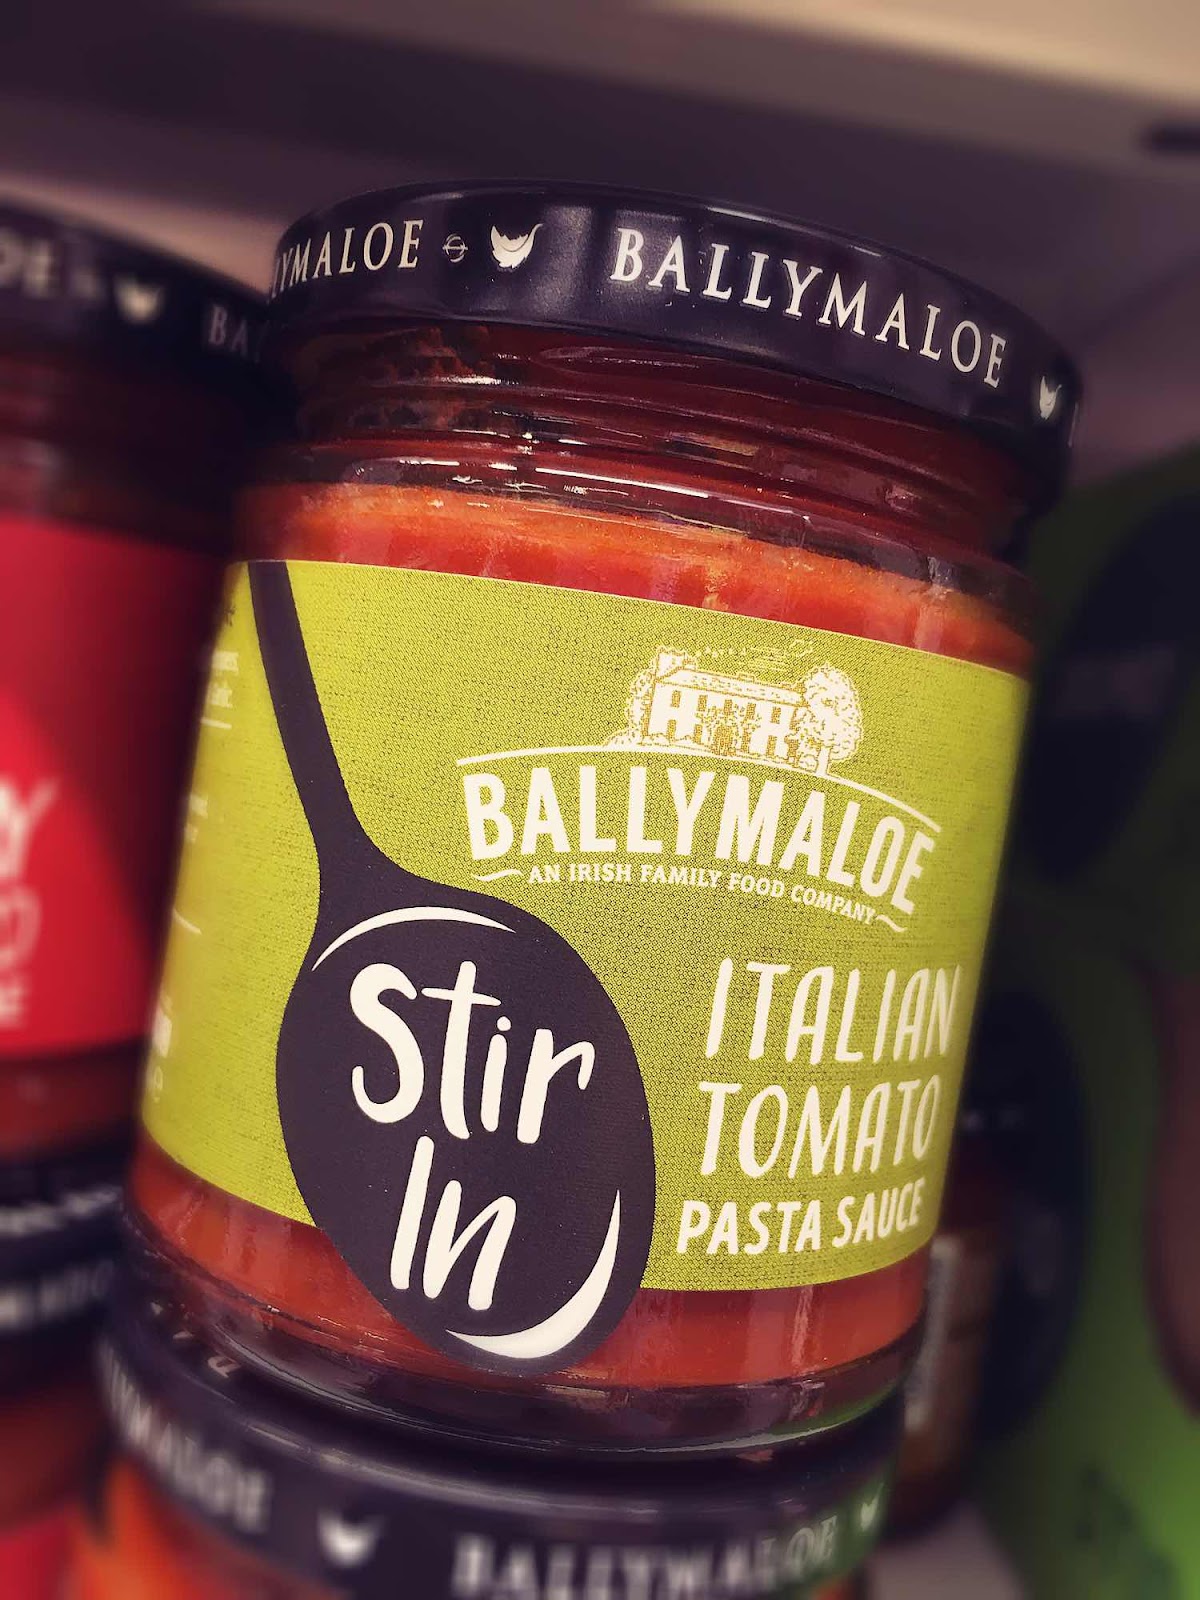 BALLYMALOE
BALLYMALOE
AN IRISH FAMILY FOOD COMPANY
Stir
In
ITALIAN
TOMATO
PASTA SAUCE
BALLYMALOE